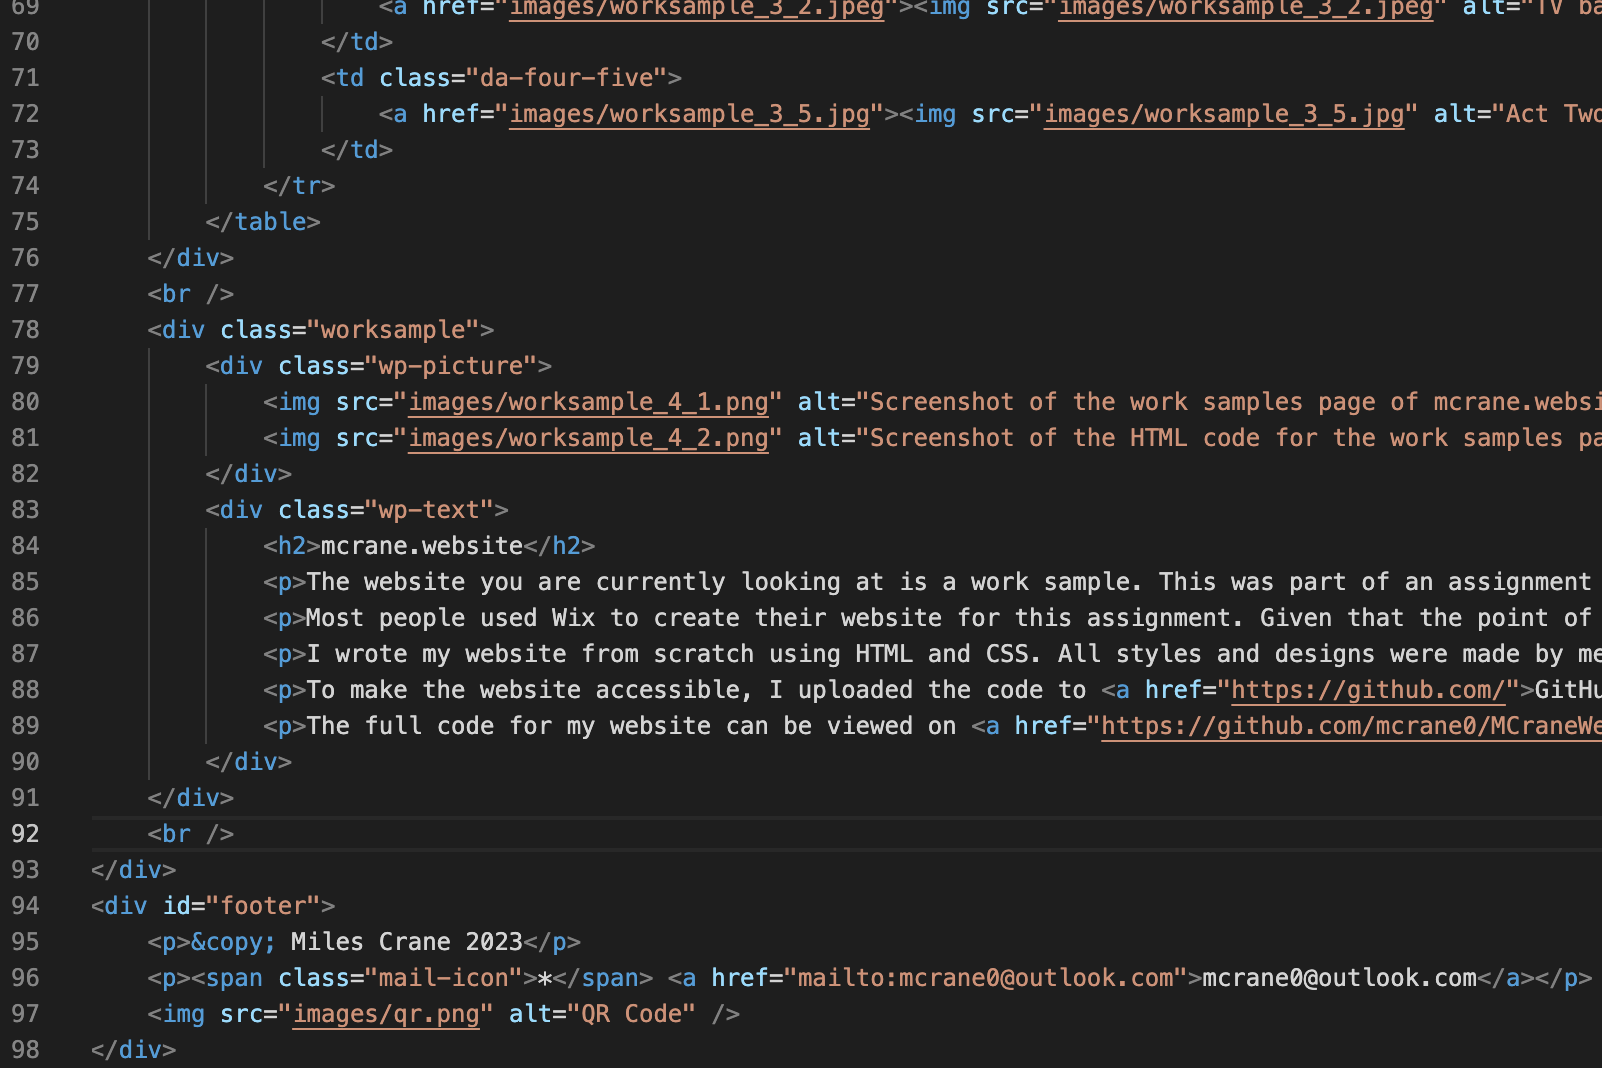 69 <a href="images/worksample_3_2.jpeg"><img src="images/worksample_3_2.jpeg" alt="TV ba
70 </td>
71 <td class="da-four-five">
72 <a href="images/worksample_3_5.jpg"><img src="images/worksample_3_5.jpg" alt="Act Two
73 </td>
74 </tr>
75 </table>
76 </div>
77 <br />
78 <div class="worksample">
79 <div class="wp-picture">
80 <img src="images/worksample_4_1.png" alt="Screenshot of the work samples page of mcrane.websi
81 <img src="images/worksample_4_2.png" alt="Screenshot of the HTML code for the work samples pa
82 </div>
83 <div class="wp-text">
84 <h2>mcrane.website</h2>
85 <p>The website you are currently looking at is a work sample. This was part of an assignment
86 <p>Most people used Wix to create their website for this assignment. Given that the point of
87 <p>I wrote my website from scratch using HTML and CSS. All styles and designs were made by me
88 <p>To make the website accessible, I uploaded the code to <a href="https://github.com/">GitHu
89 <p>The full code for my website can be viewed on <a href="https://github.com/mcrane0/MCraneWe
90 </div>
91 </div>
92 <br />
93 </div>
94 <div id="footer">
95 <p>&copy; Miles Crane 2023</p>
96 <p><span class="mail-icon">*</span> <a href="mailto:mcrane0@outlook.com">mcrane0@outlook.com</a></p>
97 <img src="images/qr.png" alt="QR Code" />
98 </div>